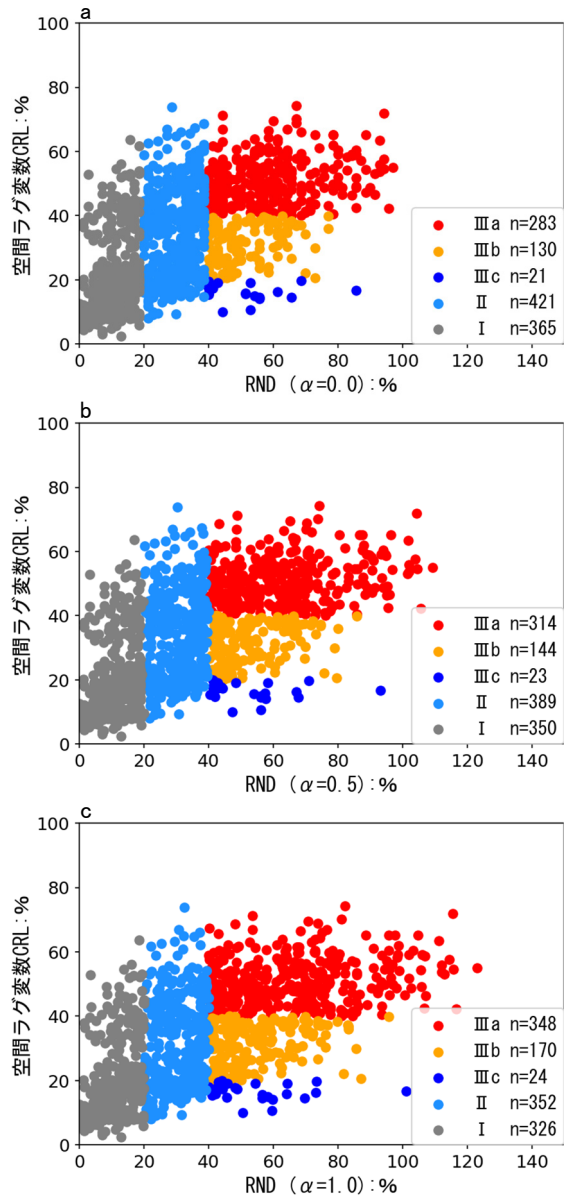 a
100
80
60
40
20
0
空間ラグ変数CRL:%
Ⅲa n=283
Ⅲb n=130
Ⅲc n=21
Ⅱ n=421
Ⅰ n=365
0 20 40 60 80 100 120 140
RND (α=0.0):%
b
100
80
60
40
20
0
空間ラグ変数CRL:%
Ⅲa n=314
Ⅲb n=144
Ⅲc n=23
Ⅱ n=389
Ⅰ n=350
0 20 40 60 80 100 120 140
RND (α=0.5):%
c
100
80
60
40
20
0
空間ラグ変数CRL:%
Ⅲa n=348
Ⅲb n=170
Ⅲc n=24
Ⅱ n=352
Ⅰ n=326
0 20 40 60 80 100 120 140
RND (α=1.0):%